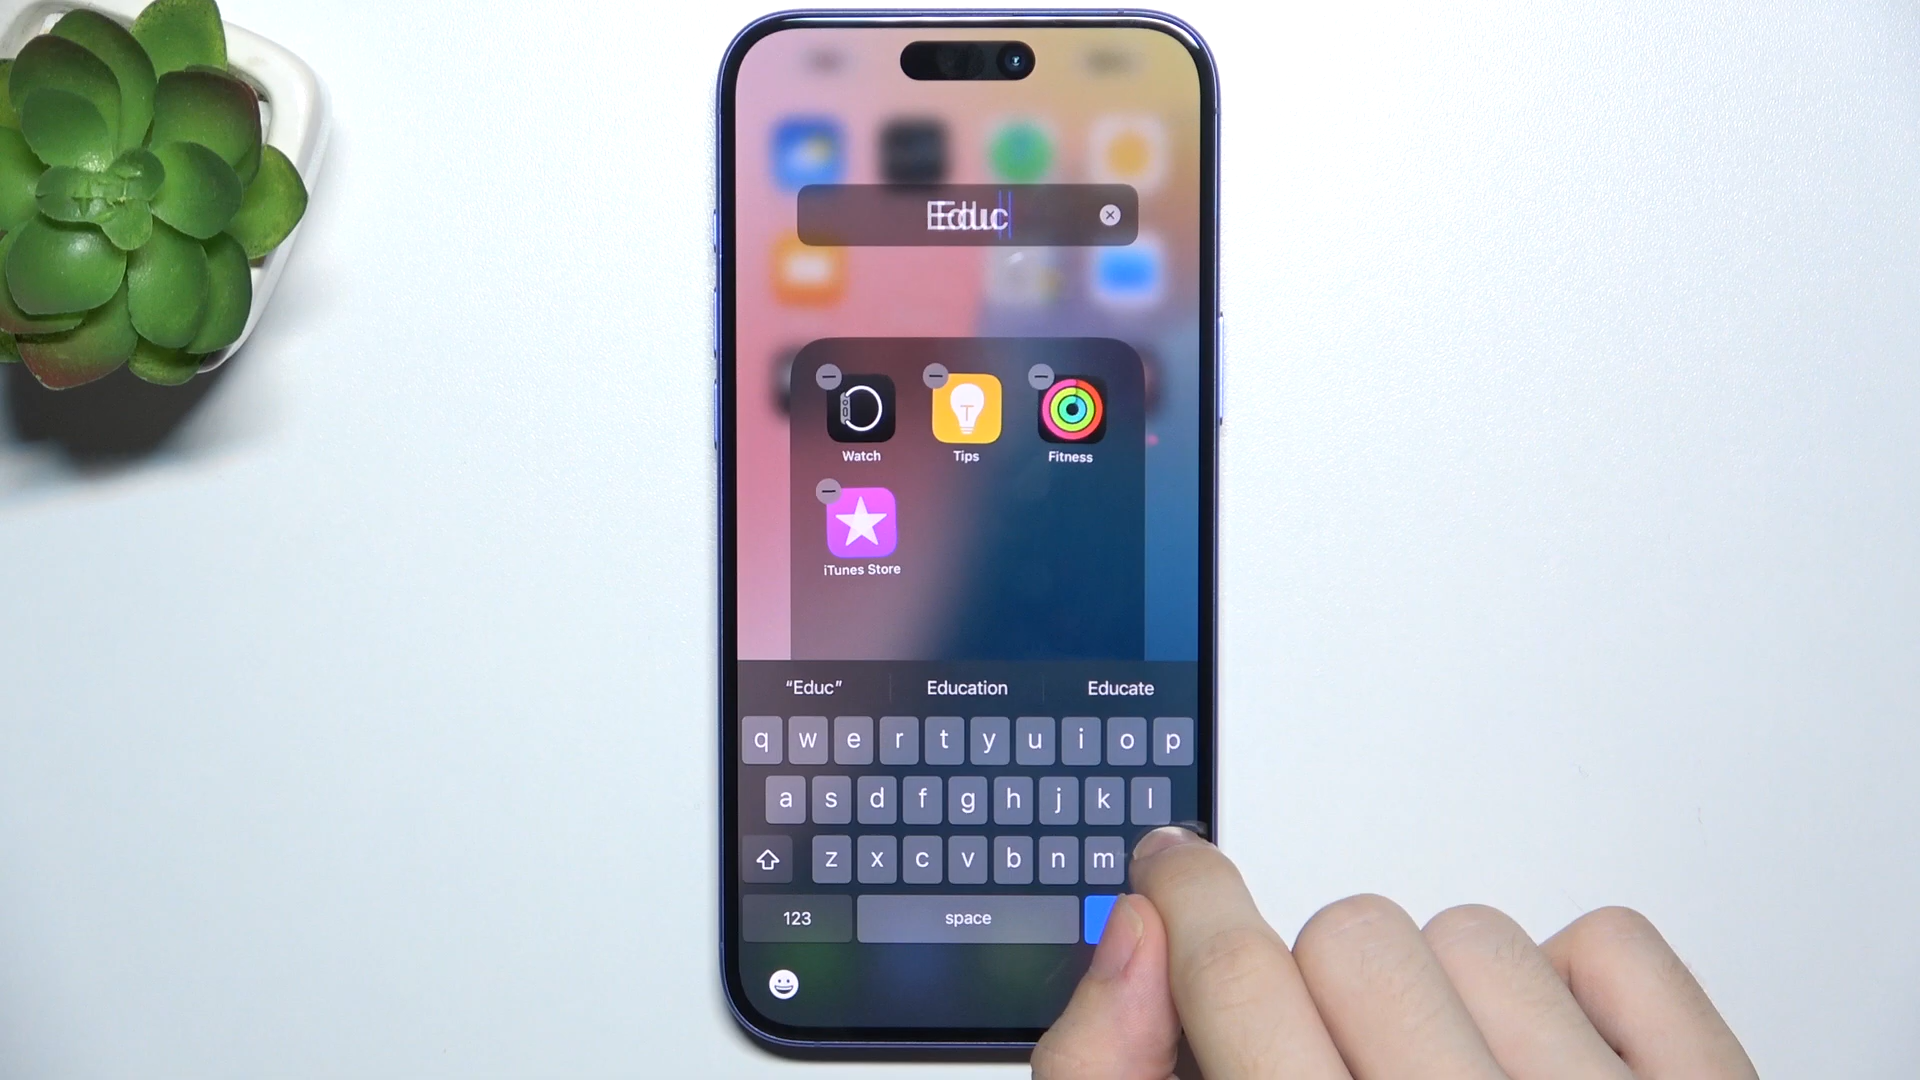 Educ
Watch Tips Fitness
iTunes Store
“Educ” Education Educate
q w e r t y u i o p
a s d f g h j k l
z x c v b n m
123 space